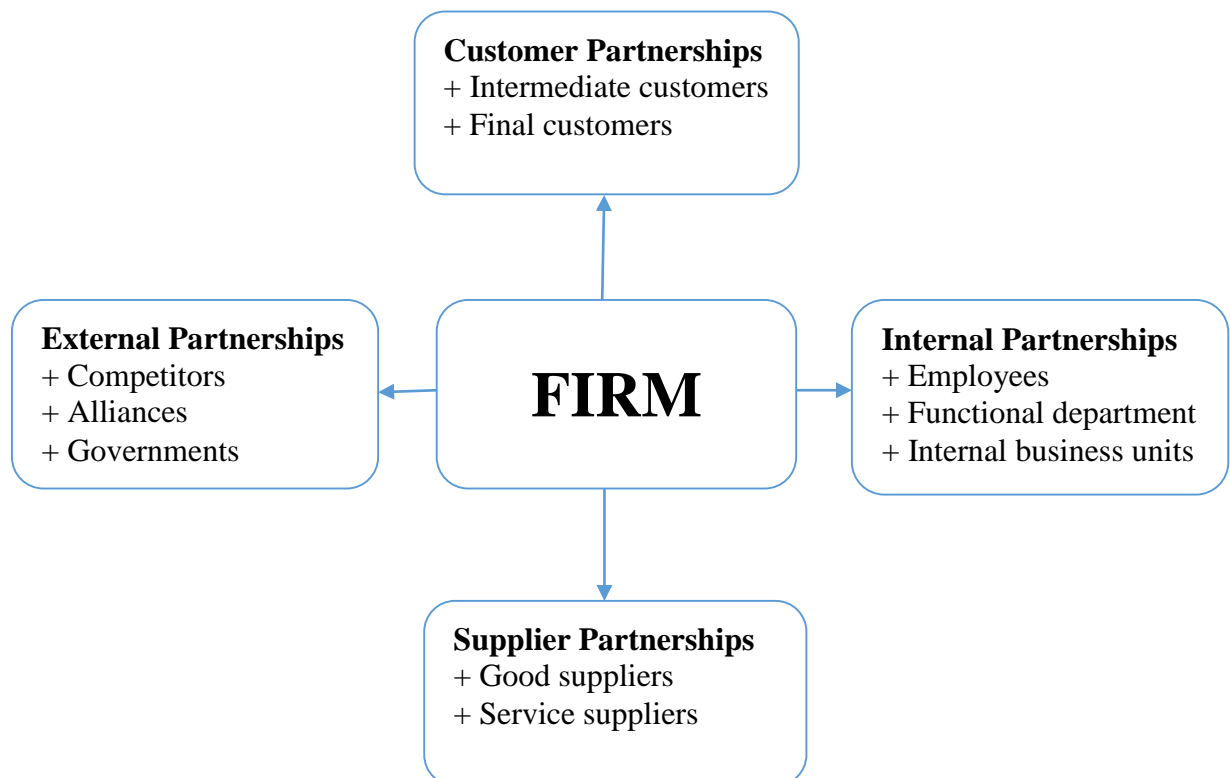 Customer Partnerships
+ Intermediate customers
+ Final customers
External Partnerships
+ Competitors
+ Alliances
+ Governments
FIRM
Internal Partnerships
+ Employees
+ Functional department
+ Internal business units
Supplier Partnerships
+ Good suppliers
+ Service suppliers